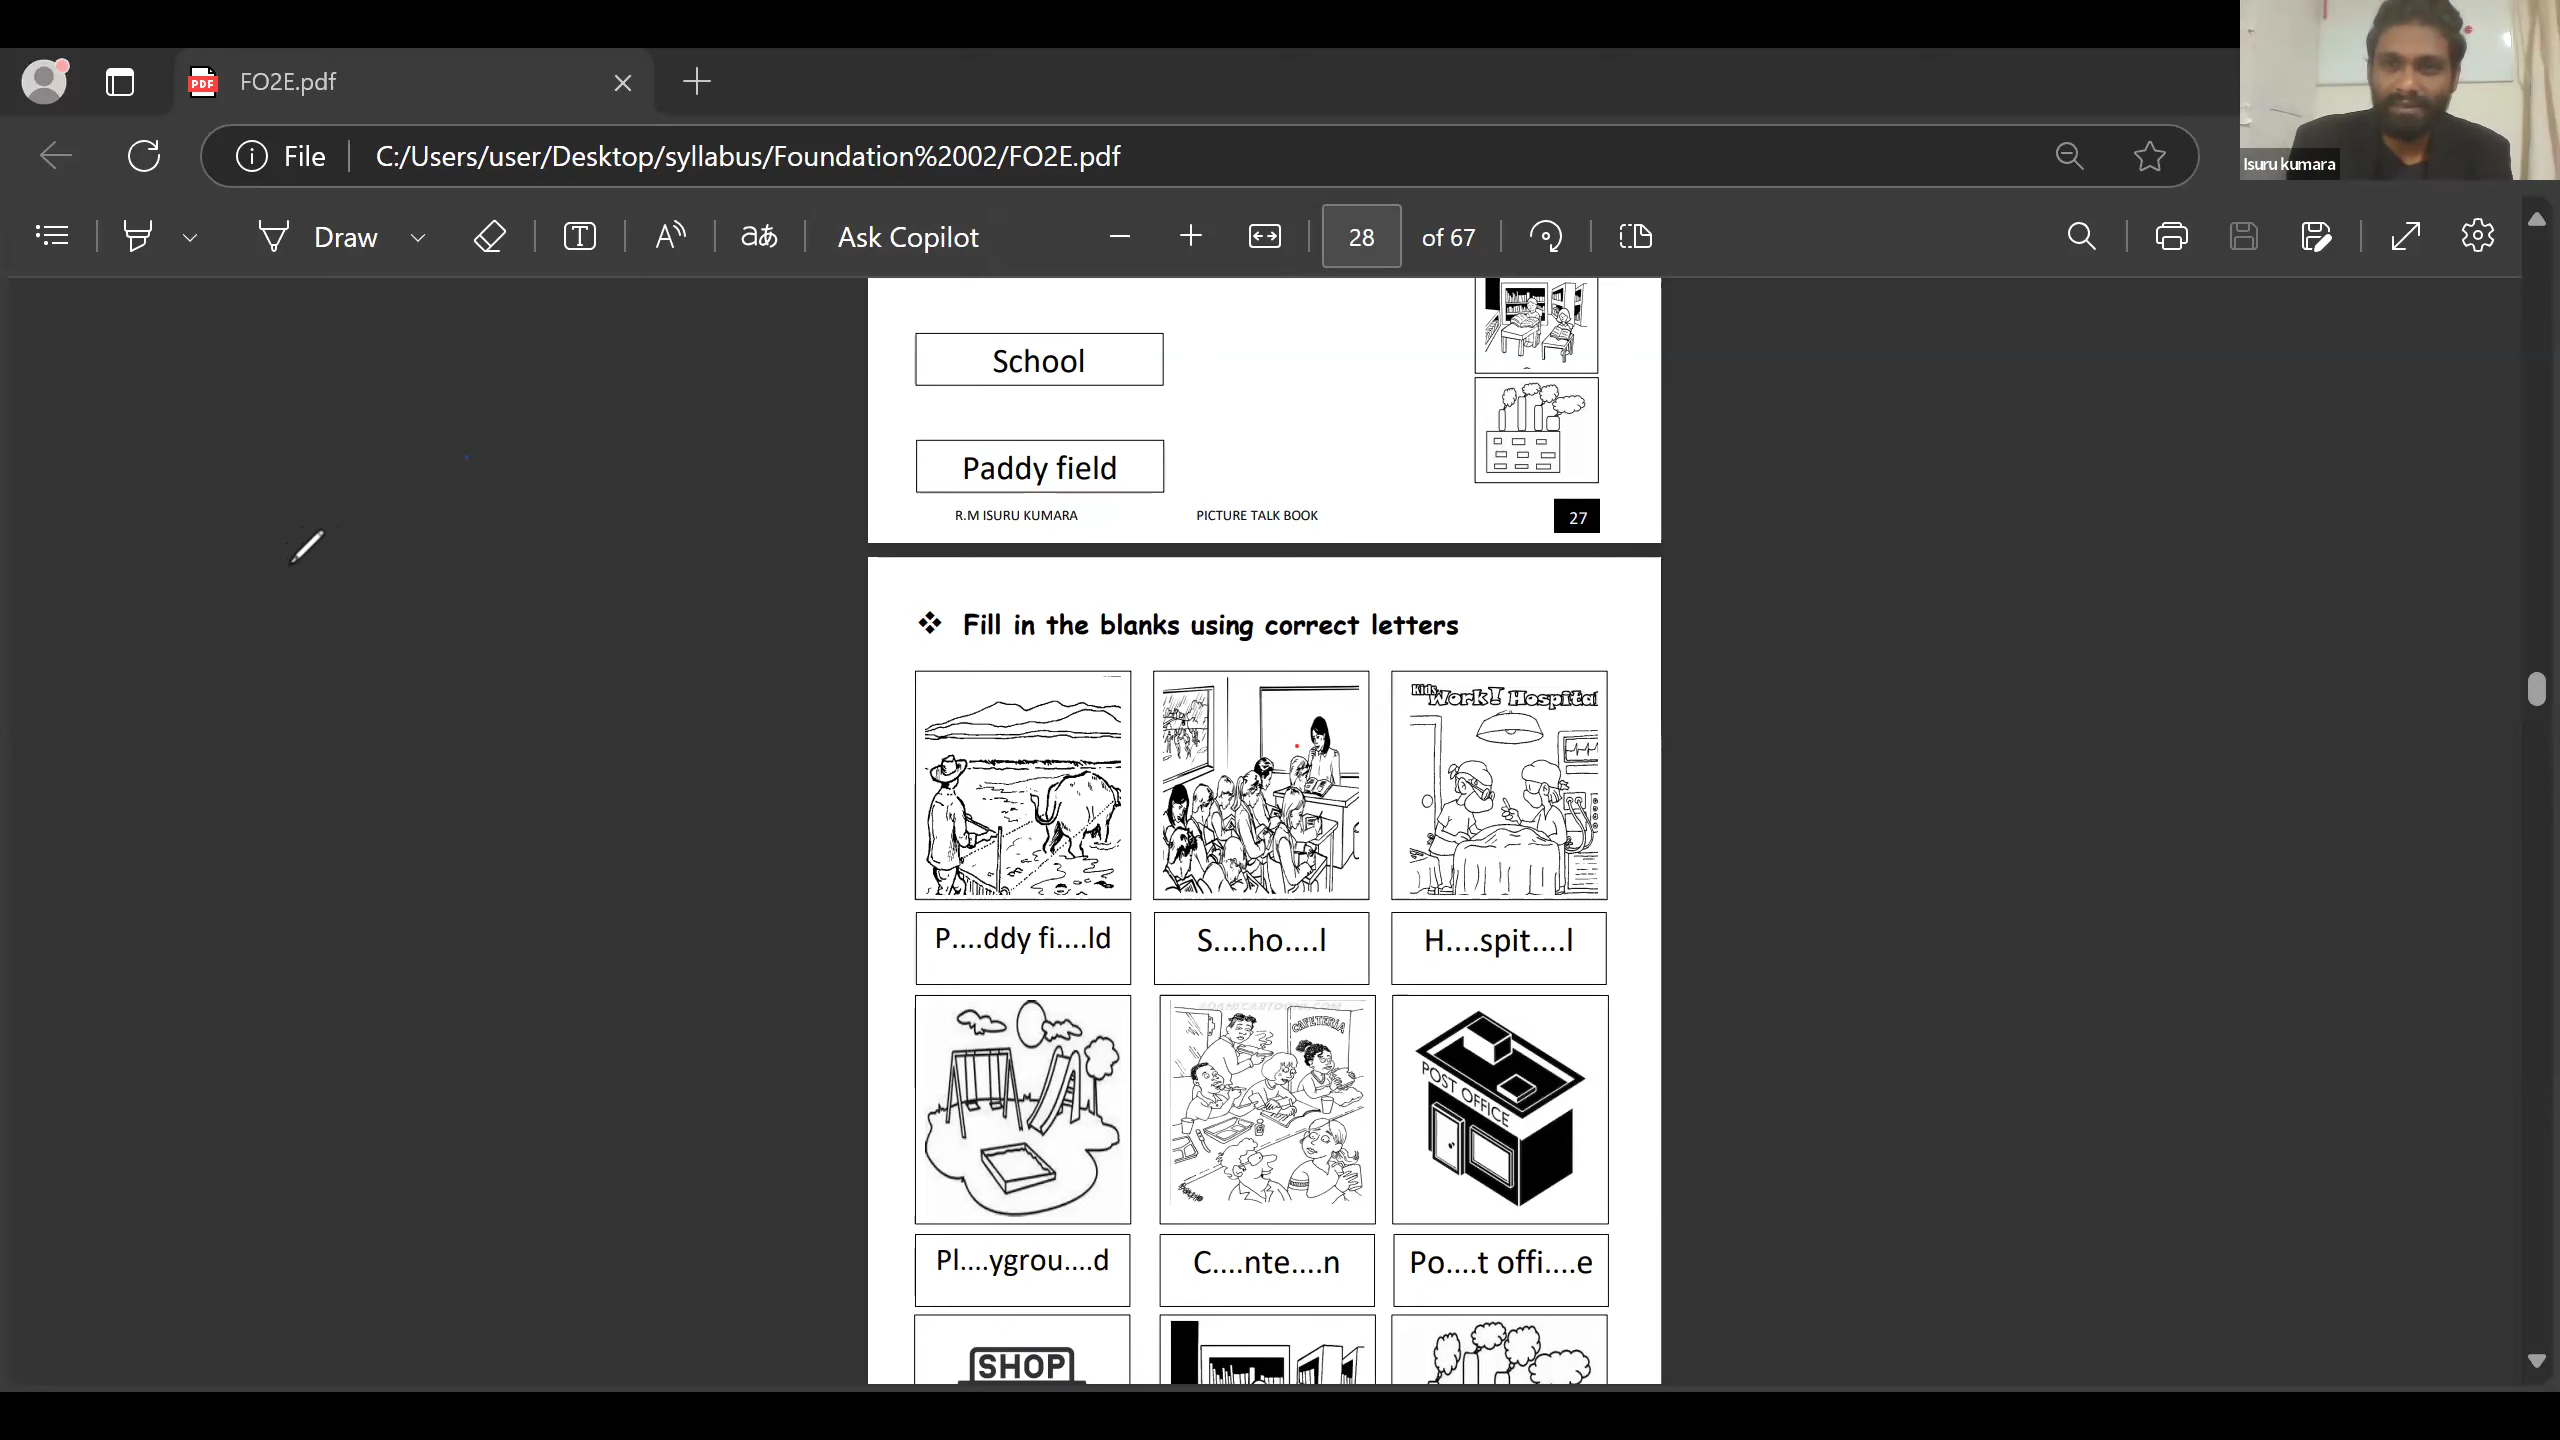 FO2E.pdf
File
C:/Users/user/Desktop/syllabus/Foundation%2002/FO2E.pdf
Isuru kumara
Draw
Ask Copilot
28 of 67
School
Paddy field
R.M ISURU KUMARA PICTURE TALK BOOK 27
❖ Fill in the blanks using correct letters
Kids Work! Hospital
P....ddy fi....ld S....ho....l H....spit....l
CAFETERIA
POST OFFICE
Pl....ygrou....d C....nte....n Po....t offi....e
SHOP